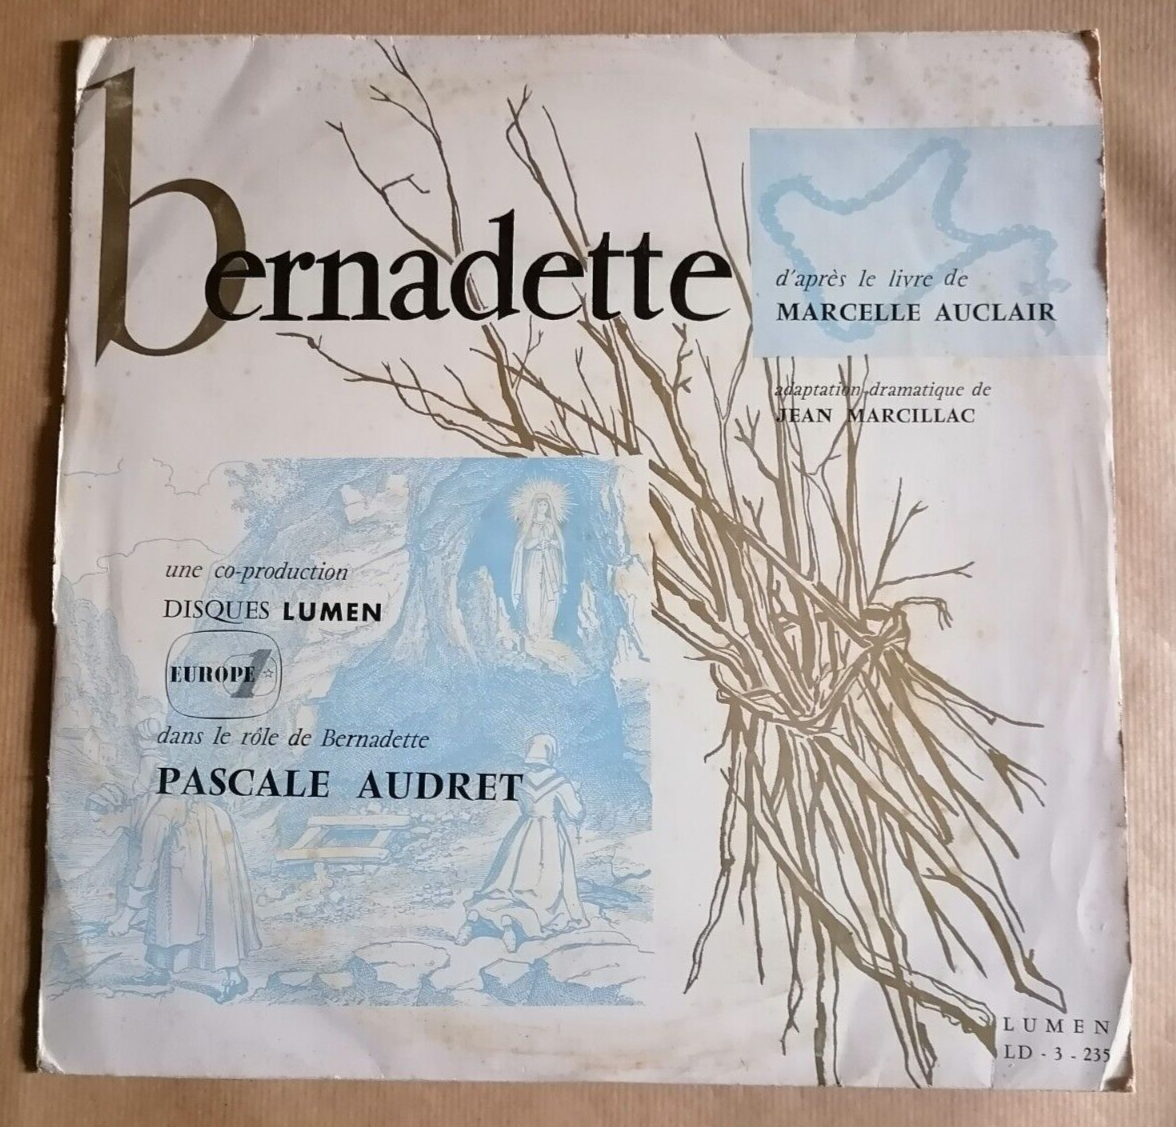 bernadette
d'après le livre de
MARCELLE AUCLAIR
adaptation dramatique de
JEAN MARCILLAC
une co-production
DISQUES LUMEN
EUROPE 1
dans le rôle de Bernadette
PASCALE AUDRET
LUMEN
LD - 3 - 235